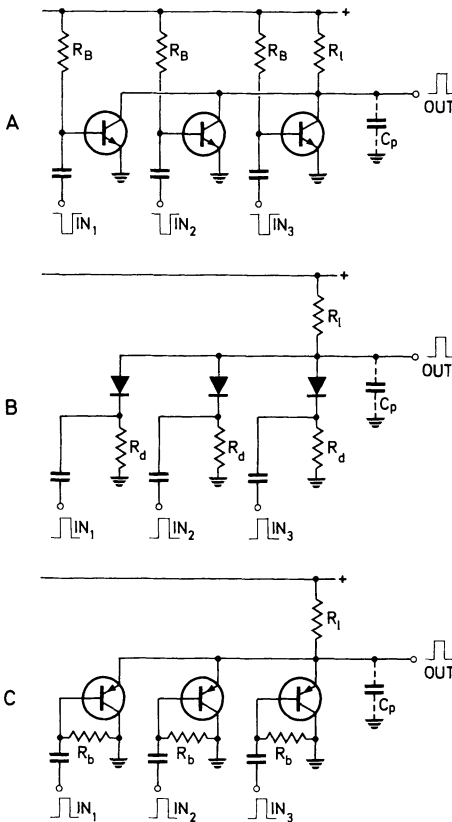 +
R_B R_B R_B R_l
A
OUT
C_p
IN_1 IN_2 IN_3
+
R_l
OUT
B
C_p
R_d R_d R_d
IN_1 IN_2 IN_3
+
R_l
OUT
C
C_p
R_b R_b R_b
IN_1 IN_2 IN_3